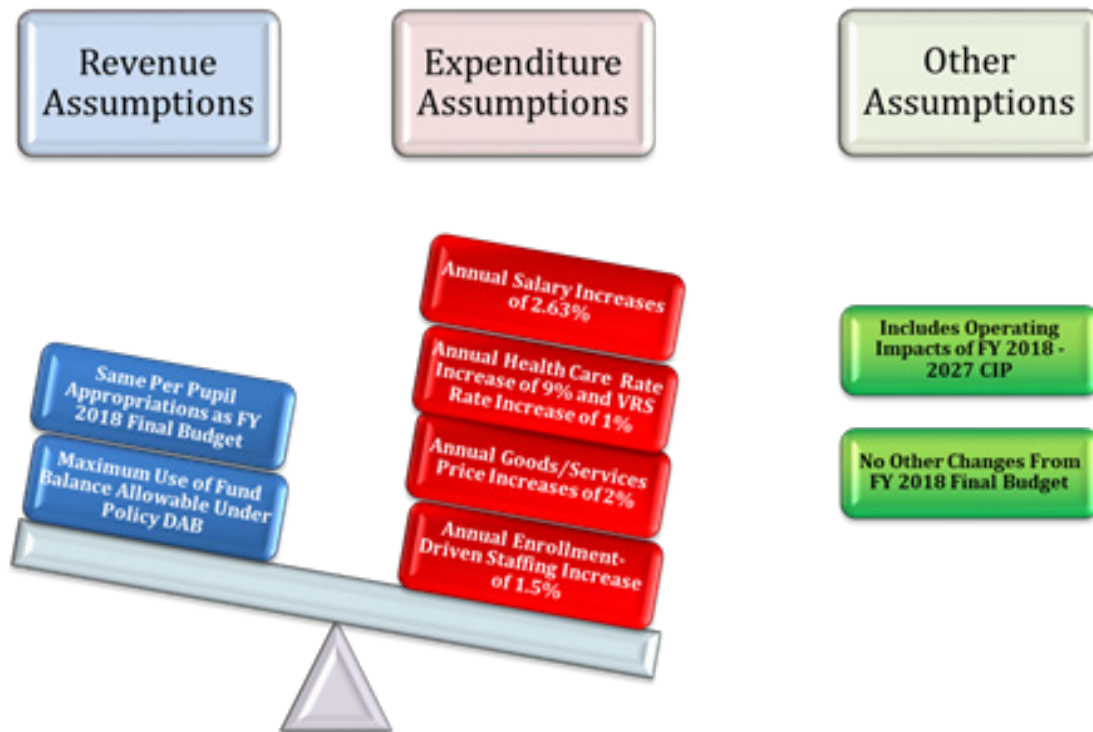 Revenue
Assumptions
Expenditure
Assumptions
Other
Assumptions
Same Per Pupil
Appropriations as FY
2018 Final Budget
Maximum Use of Fund
Balance Allowable Under
Policy DAB
Annual Salary Increases
of 2.63%
Annual Health Care Rate
Increase of 9% and VRS
Rate Increase of 1%
Annual Goods/Services
Price Increases of 2%
Annual Enrollment-
Driven Staffing Increase
of 1.5%
Includes Operating
Impacts of FY 2018 -
2027 CIP
No Other Changes From
FY 2018 Final Budget